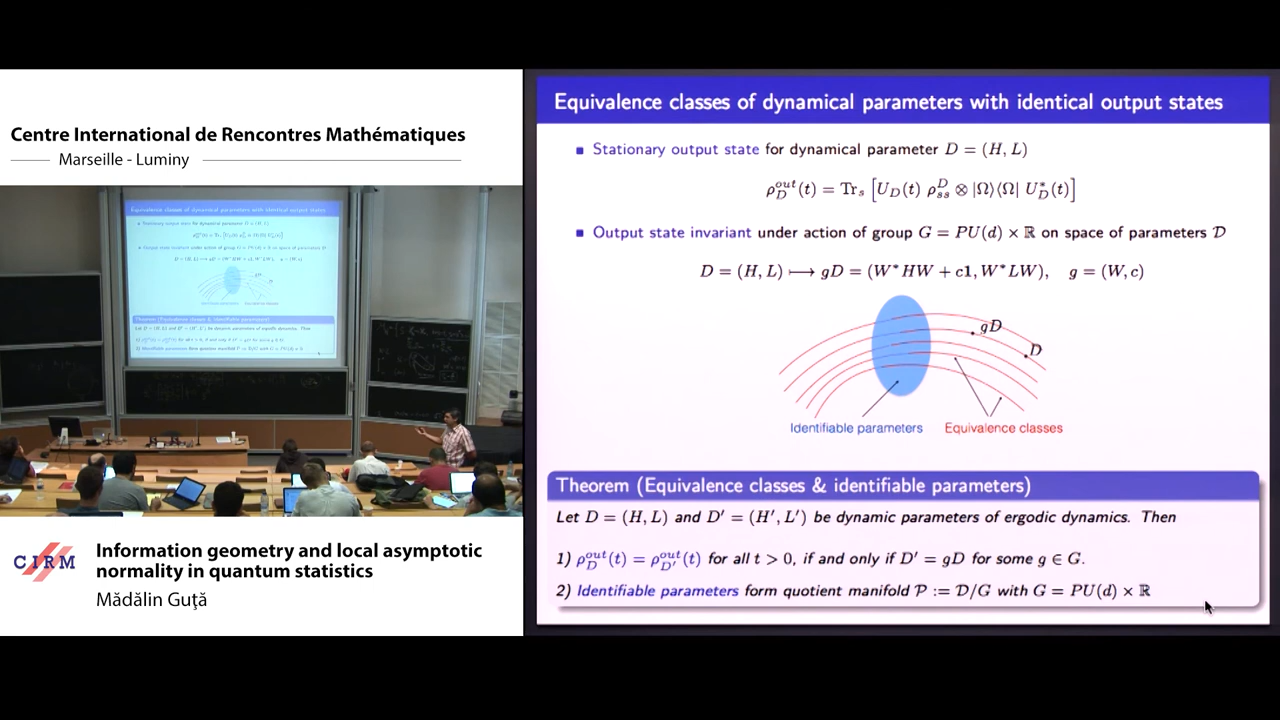 Centre International de Rencontres Mathématiques
Marseille - Luminy
CIRM
Information geometry and local asymptotic
normality in quantum statistics
Mădălin Guţă
Equivalence classes of dynamical parameters with identical output states
Stationary output state for dynamical parameter D = (H, L)
ρ_D^{out}(t) = Tr_s [U_D(t) ρ_{ss}^D ⊗ |Ω⟩⟨Ω| U_D^*(t)]
Output state invariant under action of group G = PU(d) × ℝ on space of parameters 𝒟
D = (H, L) ⟼ gD = (W*HW + c1, W*LW), g = (W, c)
gD
D
Identifiable parameters
Equivalence classes
Theorem (Equivalence classes & identifiable parameters)
Let D = (H, L) and D′ = (H′, L′) be dynamic parameters of ergodic dynamics. Then
1) ρ_D^{out}(t) = ρ_{D′}^{out}(t) for all t > 0, if and only if D′ = gD for some g ∈ G.
2) Identifiable parameters form quotient manifold 𝒫 := 𝒟/G with G = PU(d) × ℝ